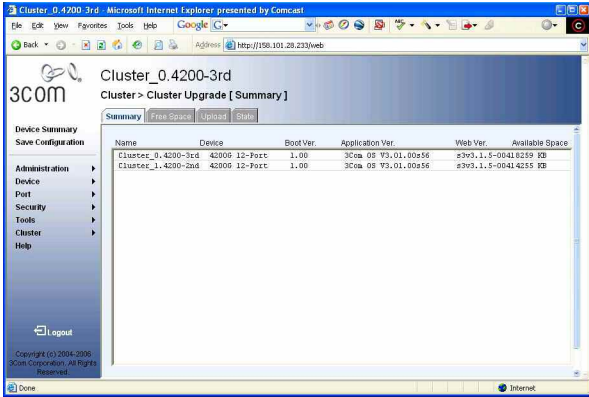 Cluster_0.4200-3rd - Microsoft Internet Explorer presented by Comcast
File Edit View Favorites Tools Help Google G
Back Address http://158.101.28.233/web
3COM
Cluster_0.4200-3rd
Cluster > Cluster Upgrade [ Summary ]
Summary Free Space Upload State
Device Summary
Save Configuration
Administration
Device
Port
Security
Tools
Cluster
Help
Logout
Copyright (c) 2004-2006
3Com Corporation. All Rights
Reserved.
Name Device Boot Ver. Application Ver. Web Ver. Available Space
Cluster_0.4200-3rd 4200G 12-Port 1.00 3Com OS V3.01.00s56 s3v3.1.5-00418259 KB
Cluster_1.4200-2nd 4200G 12-Port 1.00 3Com OS V3.01.00s56 s3v3.1.5-00414255 KB
Done Internet